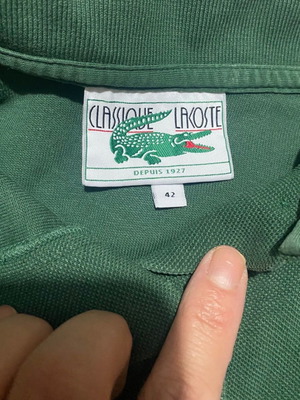 CLASSIQUE LACOSTE
DEPUIS 1927
42